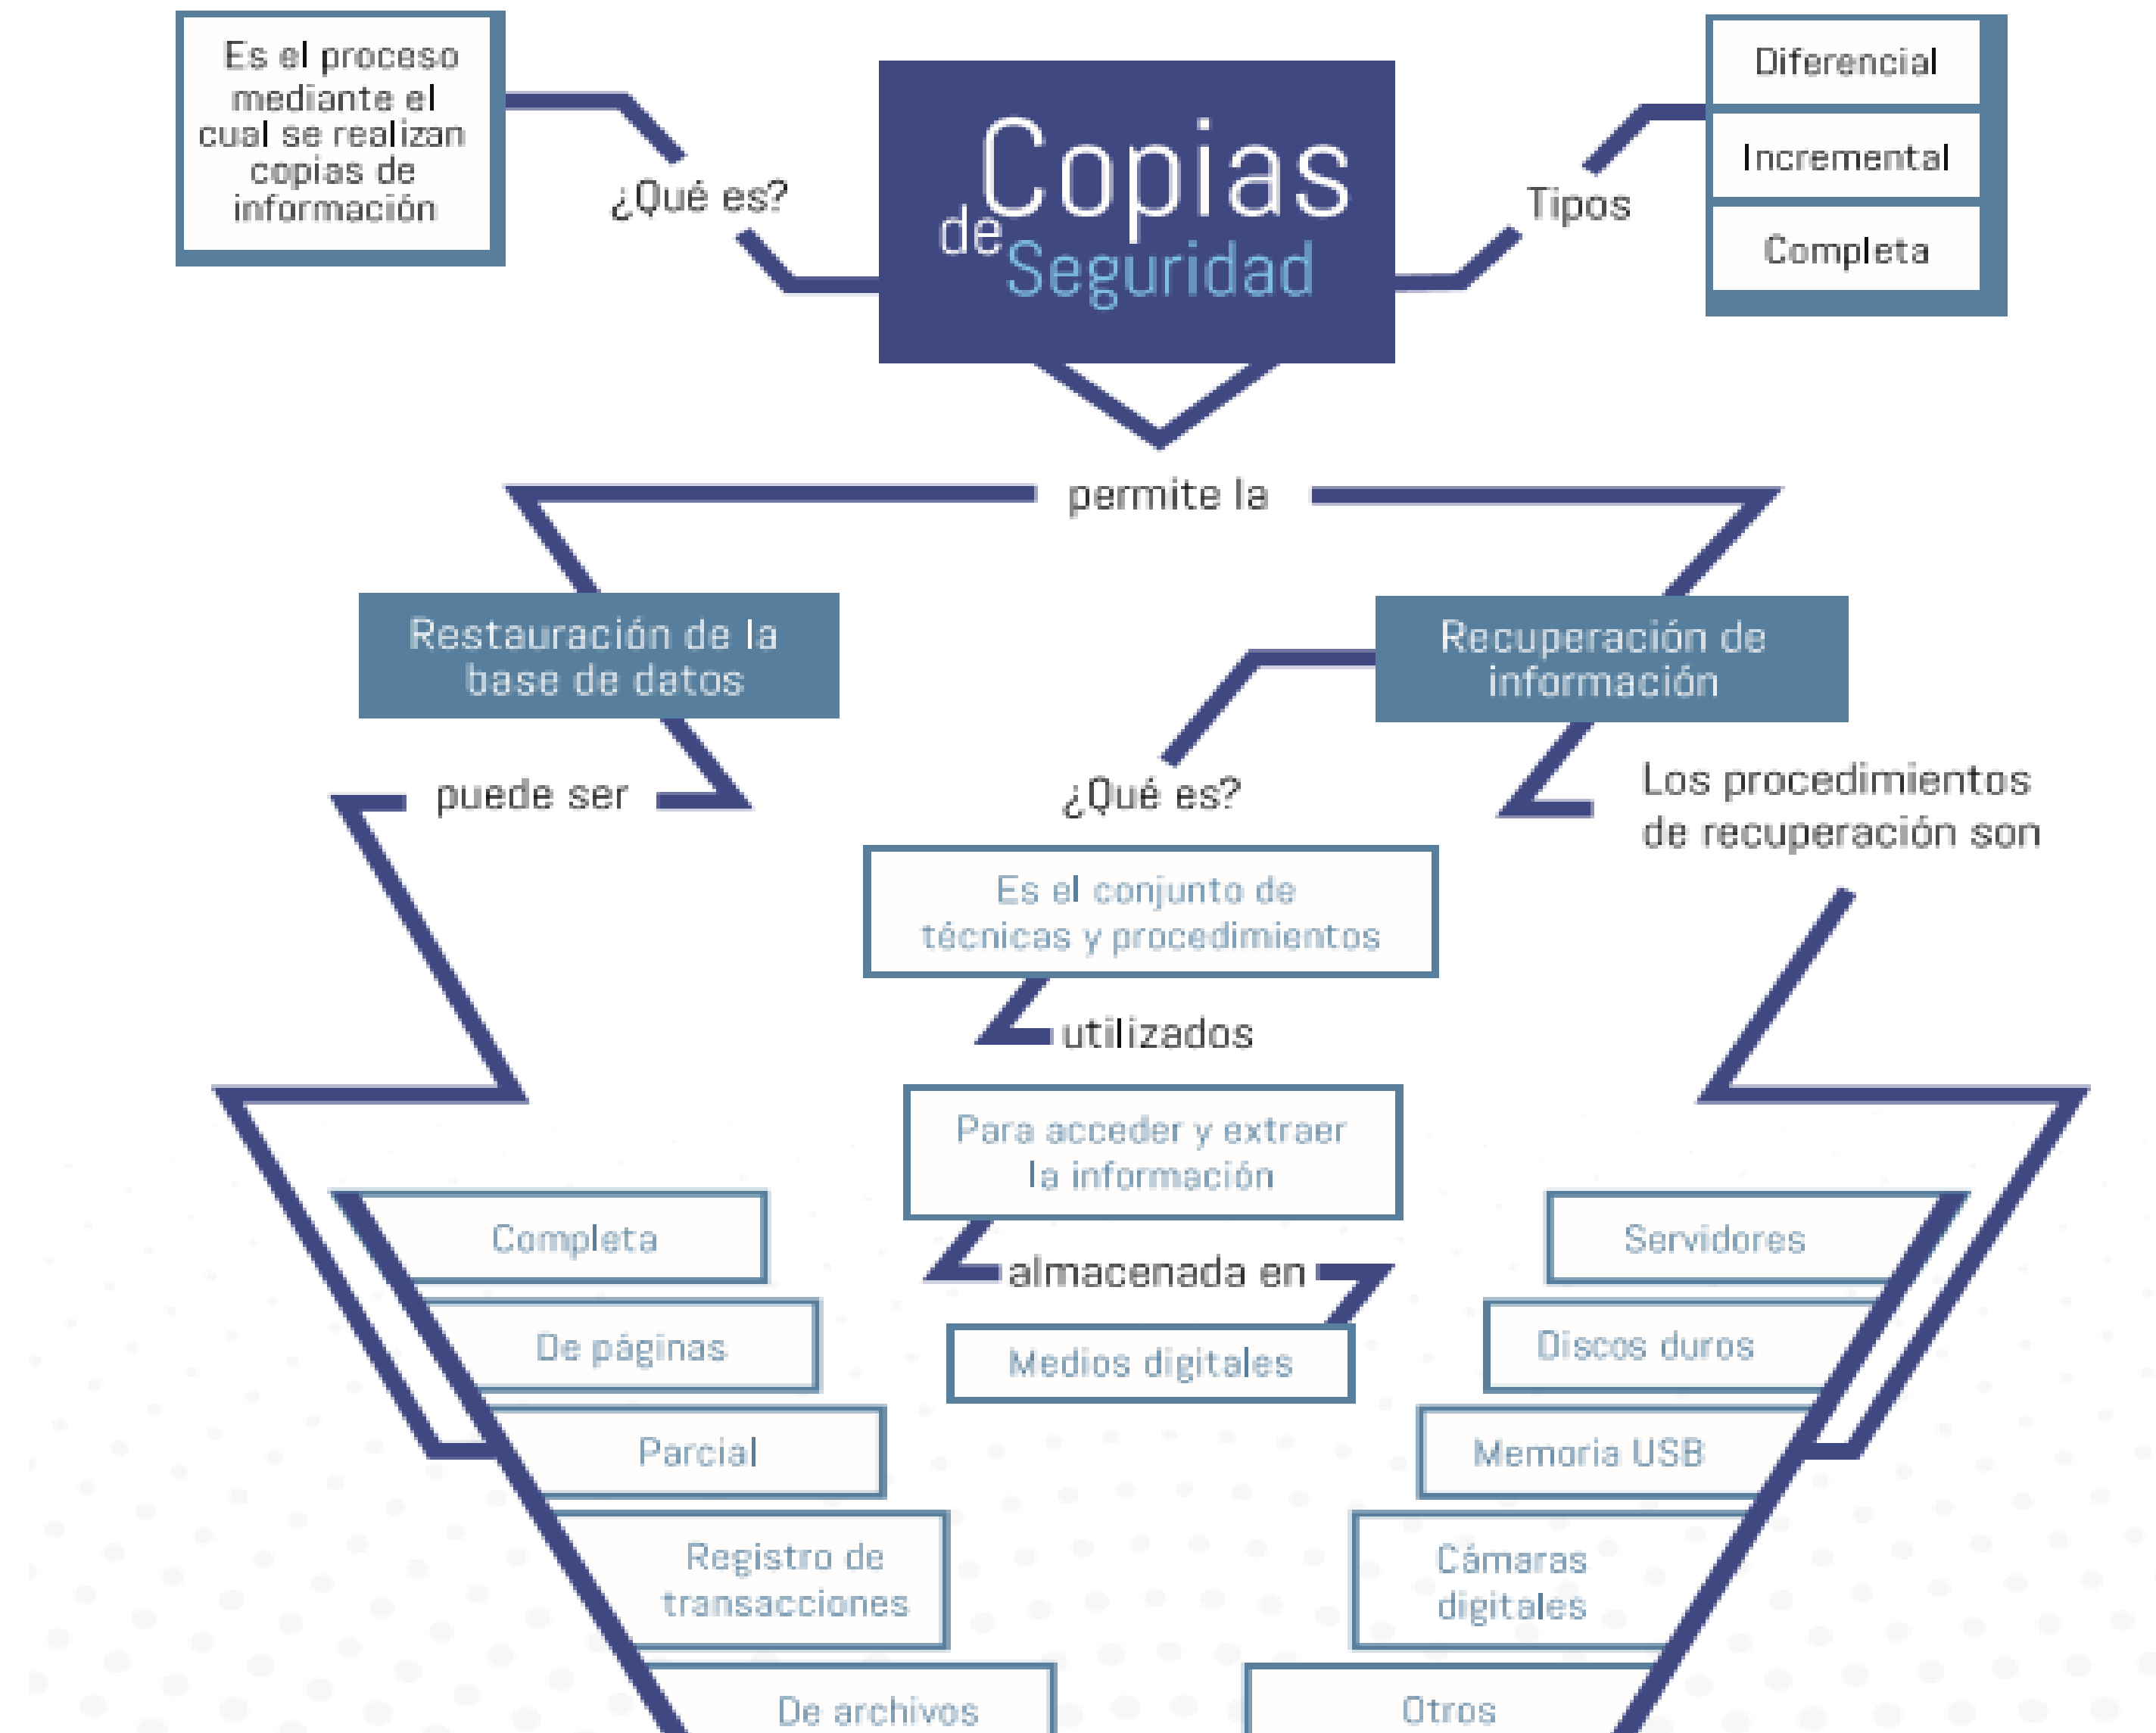 Es el proceso
mediante el
cual se realizan
copias de
información
¿Qué es?
Copias
de
Seguridad
Tipos
Diferencial
Incremental
Completa
permite la
Restauración de la
base de datos
Recuperación de
información
puede ser
¿Qué es?
Los procedimientos
de recuperación son
Es el conjunto de
técnicas y procedimientos
utilizados
Para acceder y extraer
la información
almacenada en
Medios digitales
Completa
De páginas
Parcial
Registro de
transacciones
De archivos
Servidores
Discos duros
Memoria USB
Cámaras
digitales
Otros